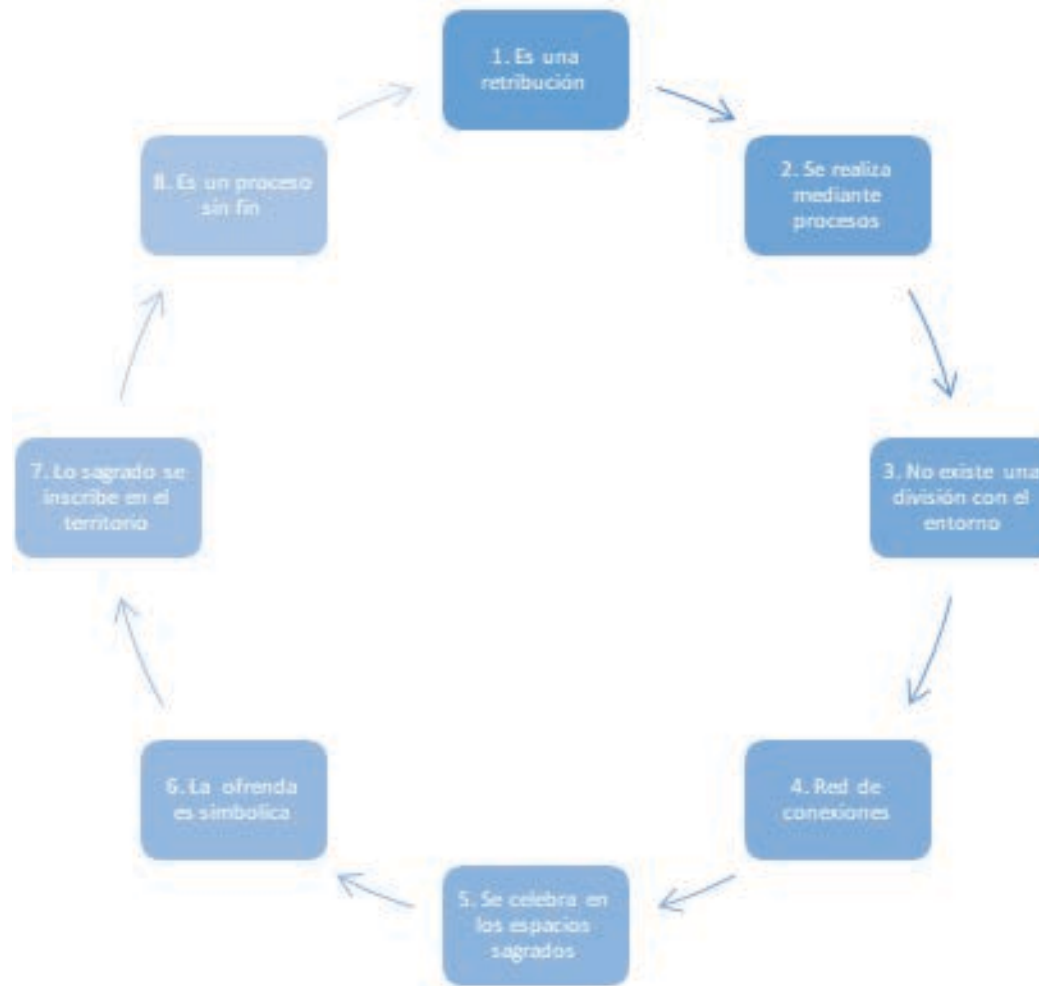 1. Es una
retribución
2. Se realiza
mediante
procesos
3. No existe una
división con el
entorno
4. Red de
conexiones
5. Se celebra en
los espacios
sagrados
6. La ofrenda
es simbolica
7. Lo sagrado se
inscribe en el
territorio
8. Es un proceso
sin fin